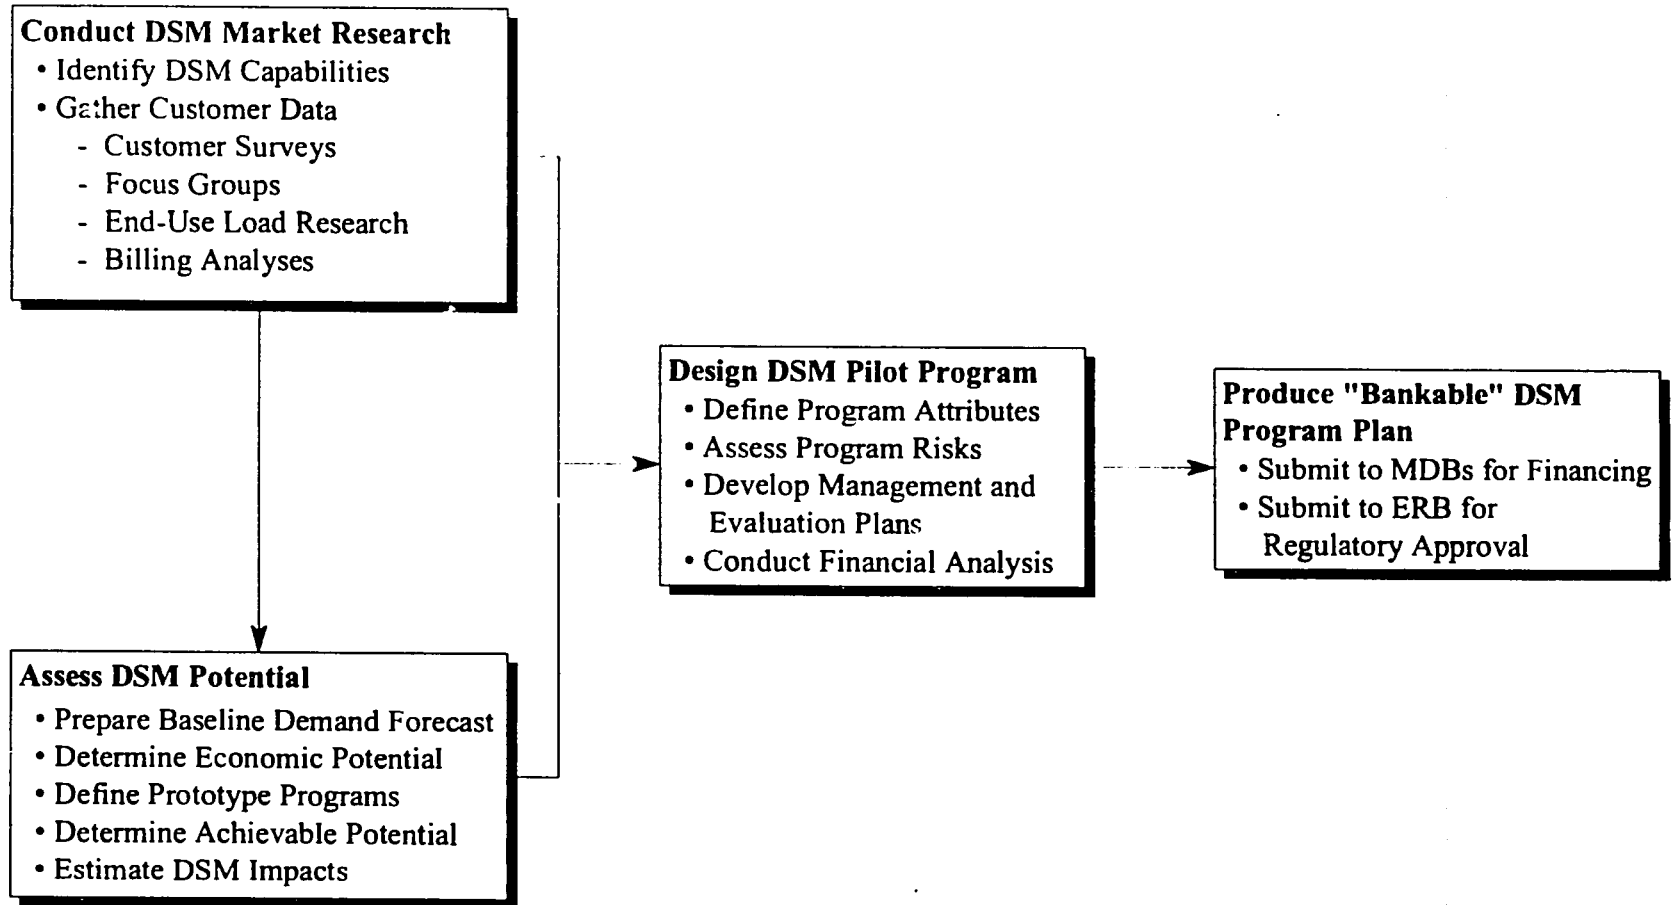 Conduct DSM Market Research
• Identify DSM Capabilities
• Gather Customer Data
- Customer Surveys
- Focus Groups
- End-Use Load Research
- Billing Analyses
Assess DSM Potential
• Prepare Baseline Demand Forecast
• Determine Economic Potential
• Define Prototype Programs
• Determine Achievable Potential
• Estimate DSM Impacts
Design DSM Pilot Program
• Define Program Attributes
• Assess Program Risks
• Develop Management and
Evaluation Plans
• Conduct Financial Analysis
Produce "Bankable" DSM
Program Plan
• Submit to MDBs for Financing
• Submit to ERB for
Regulatory Approval